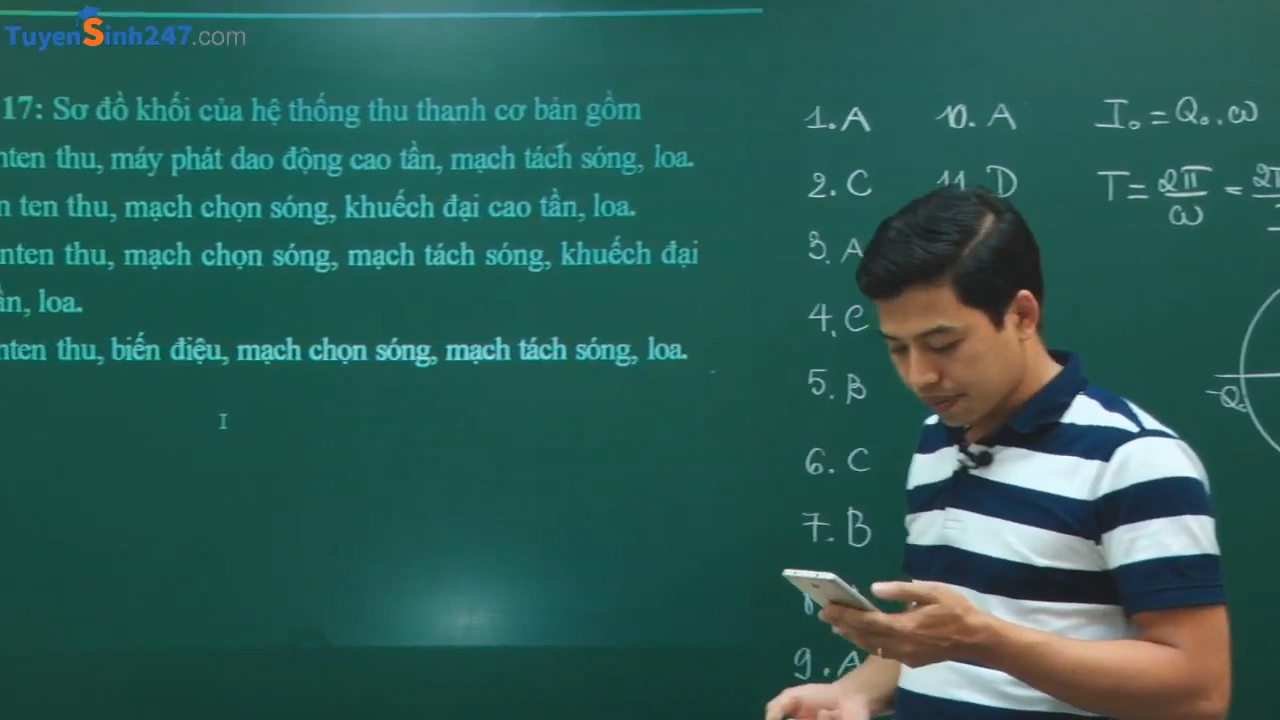 TuyenSinh247.com
17: Sơ đồ khối của hệ thống thu thanh cơ bản gồm
nten thu, máy phát dao động cao tần, mạch tách sóng, loa.
n ten thu, mạch chọn sóng, khuếch đại cao tần, loa.
nten thu, mạch chọn sóng, mạch tách sóng, khuếch đại
ần, loa.
nten thu, biến điệu, mạch chọn sóng, mạch tách sóng, loa.
1. A
2. C
3. A
4. C
5. B
6. C
7. B
9. A
10. A
11. D
I₀ = Q₀.ω
T = 2π/ω =
-Q₀